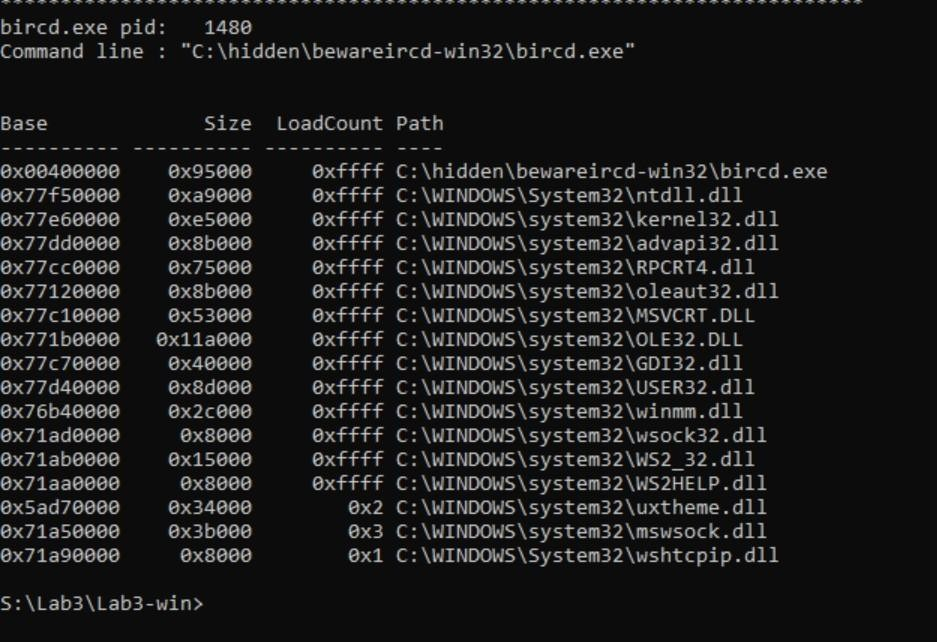 ************************************************************************
bircd.exe pid:   1480
Command line : "C:\hidden\bewareircd-win32\bircd.exe"
Base             Size  LoadCount Path
---------- ---------- ---------- ----
0x00400000    0x95000     0xffff C:\hidden\bewareircd-win32\bircd.exe
0x77f50000    0xa9000     0xffff C:\WINDOWS\System32\ntdll.dll
0x77e60000    0xe5000     0xffff C:\WINDOWS\system32\kernel32.dll
0x77dd0000    0x8b000     0xffff C:\WINDOWS\system32\advapi32.dll
0x77cc0000    0x75000     0xffff C:\WINDOWS\system32\RPCRT4.dll
0x77120000    0x8b000     0xffff C:\WINDOWS\system32\oleaut32.dll
0x77c10000    0x53000     0xffff C:\WINDOWS\system32\MSVCRT.DLL
0x771b0000   0x11a000     0xffff C:\WINDOWS\system32\OLE32.DLL
0x77c70000    0x40000     0xffff C:\WINDOWS\system32\GDI32.dll
0x77d40000    0x8d000     0xffff C:\WINDOWS\system32\USER32.dll
0x76b40000    0x2c000     0xffff C:\WINDOWS\system32\winmm.dll
0x71ad0000     0x8000     0xffff C:\WINDOWS\system32\wsock32.dll
0x71ab0000    0x15000     0xffff C:\WINDOWS\system32\WS2_32.dll
0x71aa0000     0x8000     0xffff C:\WINDOWS\system32\WS2HELP.dll
0x5ad70000    0x34000        0x2 C:\WINDOWS\System32\uxtheme.dll
0x71a50000    0x3b000        0x3 C:\WINDOWS\system32\mswsock.dll
0x71a90000     0x8000        0x1 C:\WINDOWS\System32\wshtcpip.dll
S:\Lab3\Lab3-win>